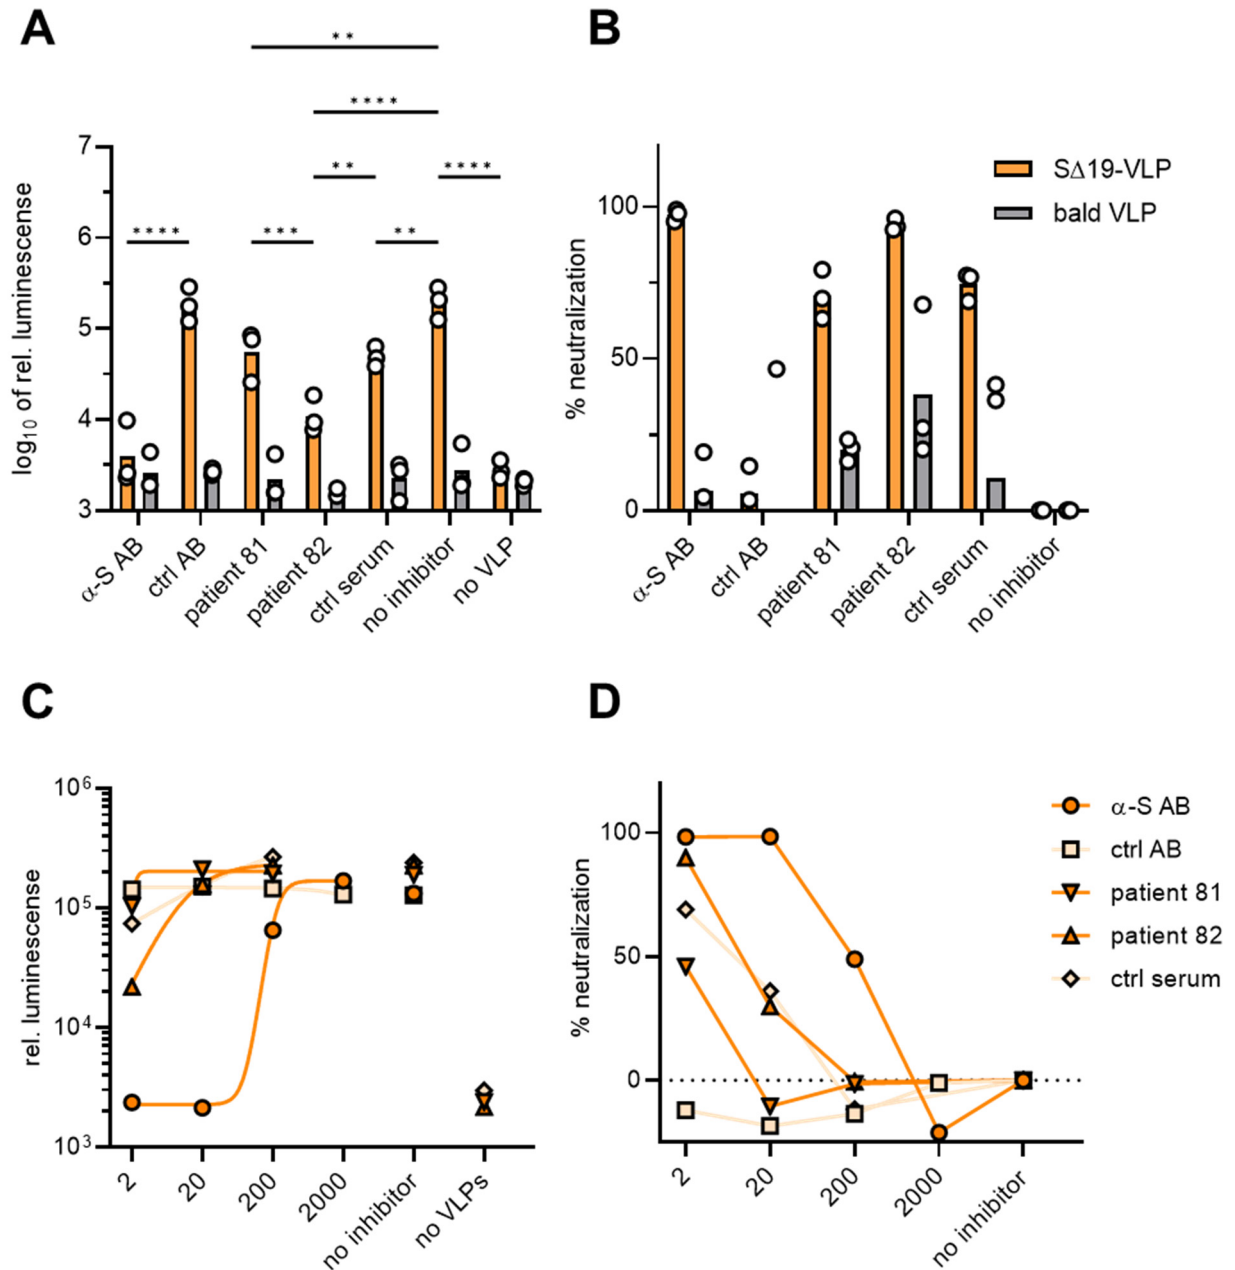 A
B
**
****
**
****
****
***
**
7
6
5
4
3
log10 of rel. luminescense
α-S AB
ctrl AB
patient 81
patient 82
ctrl serum
no inhibitor
no VLP
100
50
0
% neutralization
SΔ19-VLP
bald VLP
α-S AB
ctrl AB
patient 81
patient 82
ctrl serum
no inhibitor
C
D
10^6
10^5
10^4
10^3
rel. luminescense
2
20
200
2000
no inhibitor
no VLPs
100
50
0
% neutralization
2
20
200
2000
no inhibitor
α-S AB
ctrl AB
patient 81
patient 82
ctrl serum